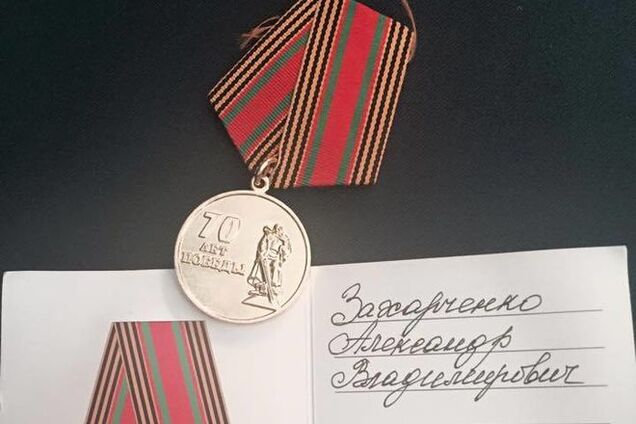 70
ЛЕТ
ПОБЕДЫ
Захарченко
Александр
Владимирович